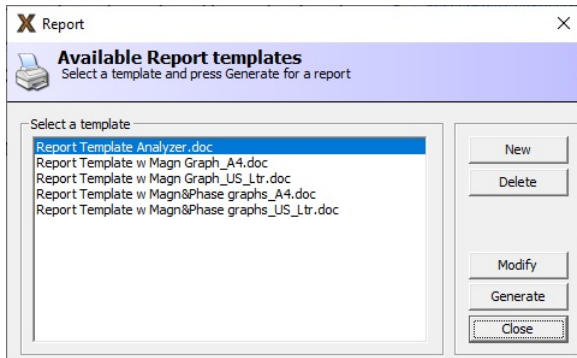 Report
Available Report templates
Select a template and press Generate for a report
Select a template
Report Template Analyzer.doc
Report Template w Magn Graph_A4.doc
Report Template w Magn Graph_US_Ltr.doc
Report Template w Magn&Phase graphs_A4.doc
Report Template w Magn&Phase graphs_US_Ltr.doc
New
Delete
Modify
Generate
Close